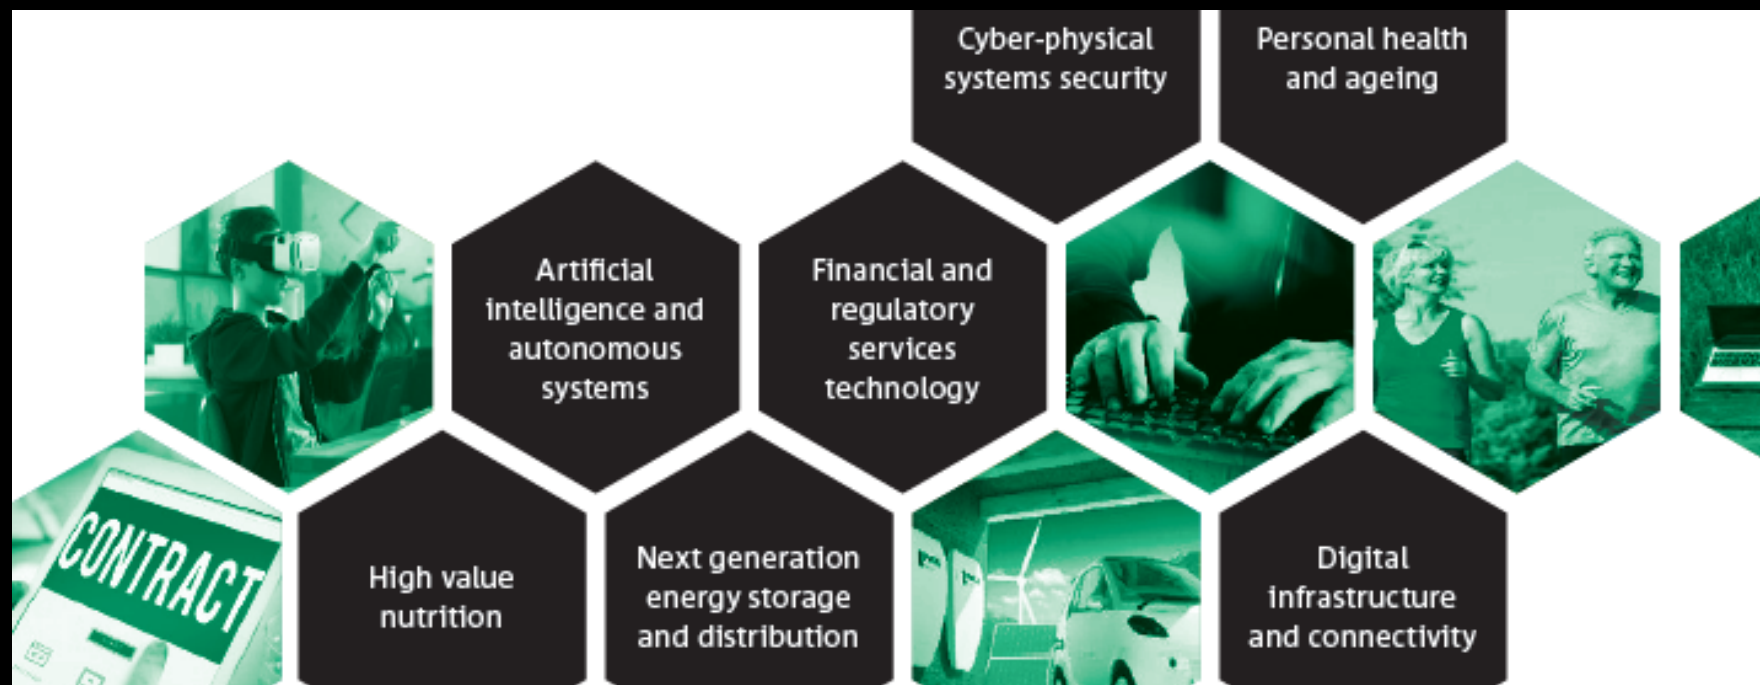 Cyber-physical
systems security
Personal health
and ageing
Artificial
intelligence and
autonomous
systems
Financial and
regulatory
services
technology
CONTRACT
High value
nutrition
Next generation
energy storage
and distribution
Digital
infrastructure
and connectivity